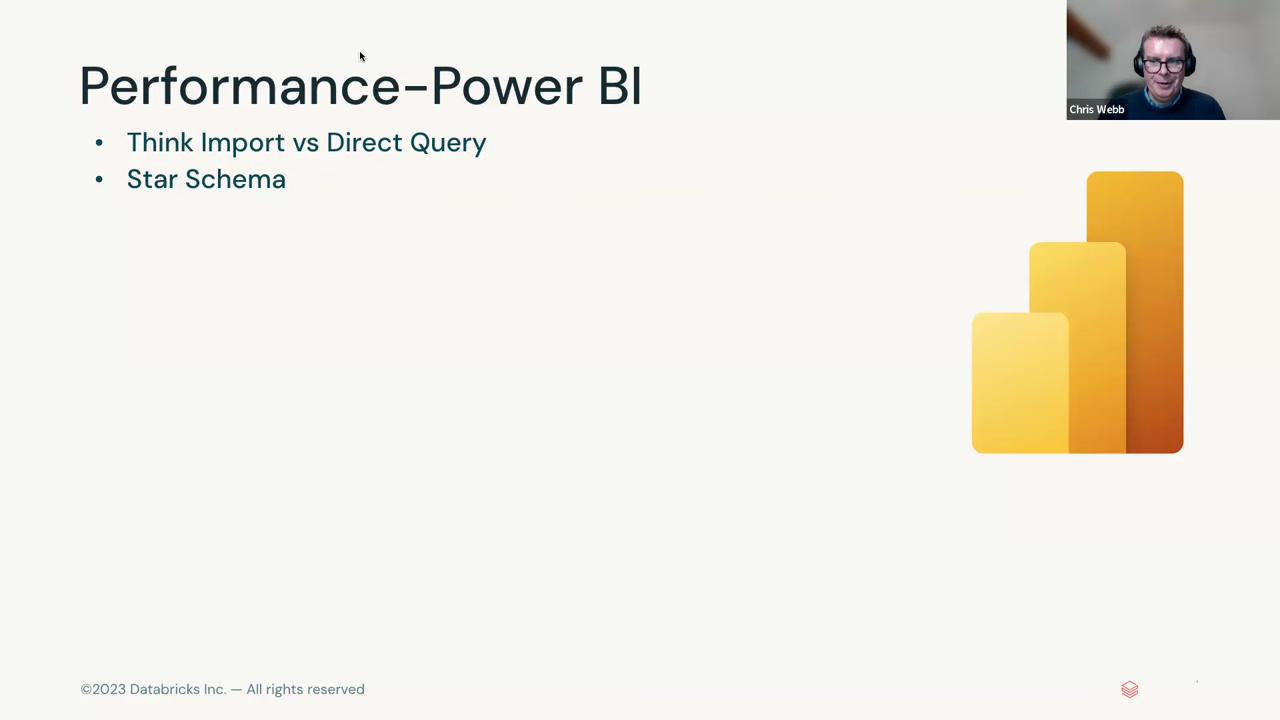 Performance-Power BI
• Think Import vs Direct Query
• Star Schema
Chris Webb
©2023 Databricks Inc. — All rights reserved